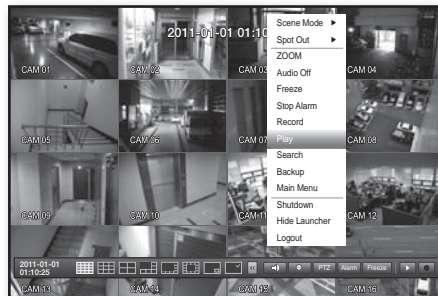 2011-01-01 01:10
CAM 01
CAM 02
CAM 03
CAM 04
CAM 05
CAM 06
CAM 07
CAM 08
CAM 09
CAM 10
CAM 11
CAM 12
CAM 13
CAM 14
CAM 15
CAM 16
Scene Mode
Spot Out
ZOOM
Audio Off
Freeze
Stop Alarm
Record
Play
Search
Backup
Main Menu
Shutdown
Hide Launcher
Logout
2011-01-01
01:10:25
PTZ
Alarm
Freeze